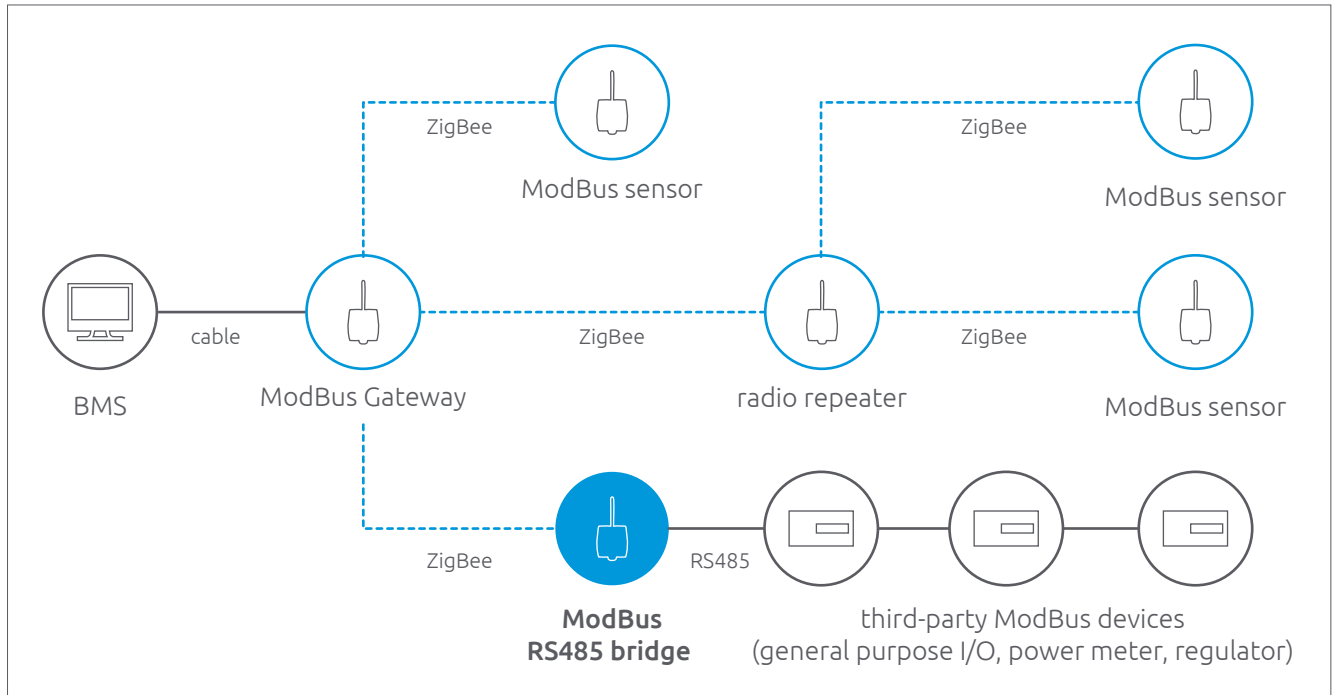 ZigBee
ZigBee
ModBus sensor
ModBus sensor
cable
ZigBee
ZigBee
BMS
ModBus Gateway
radio repeater
ModBus sensor
ZigBee
RS485
ModBus
RS485 bridge
third-party ModBus devices
(general purpose I/O, power meter, regulator)